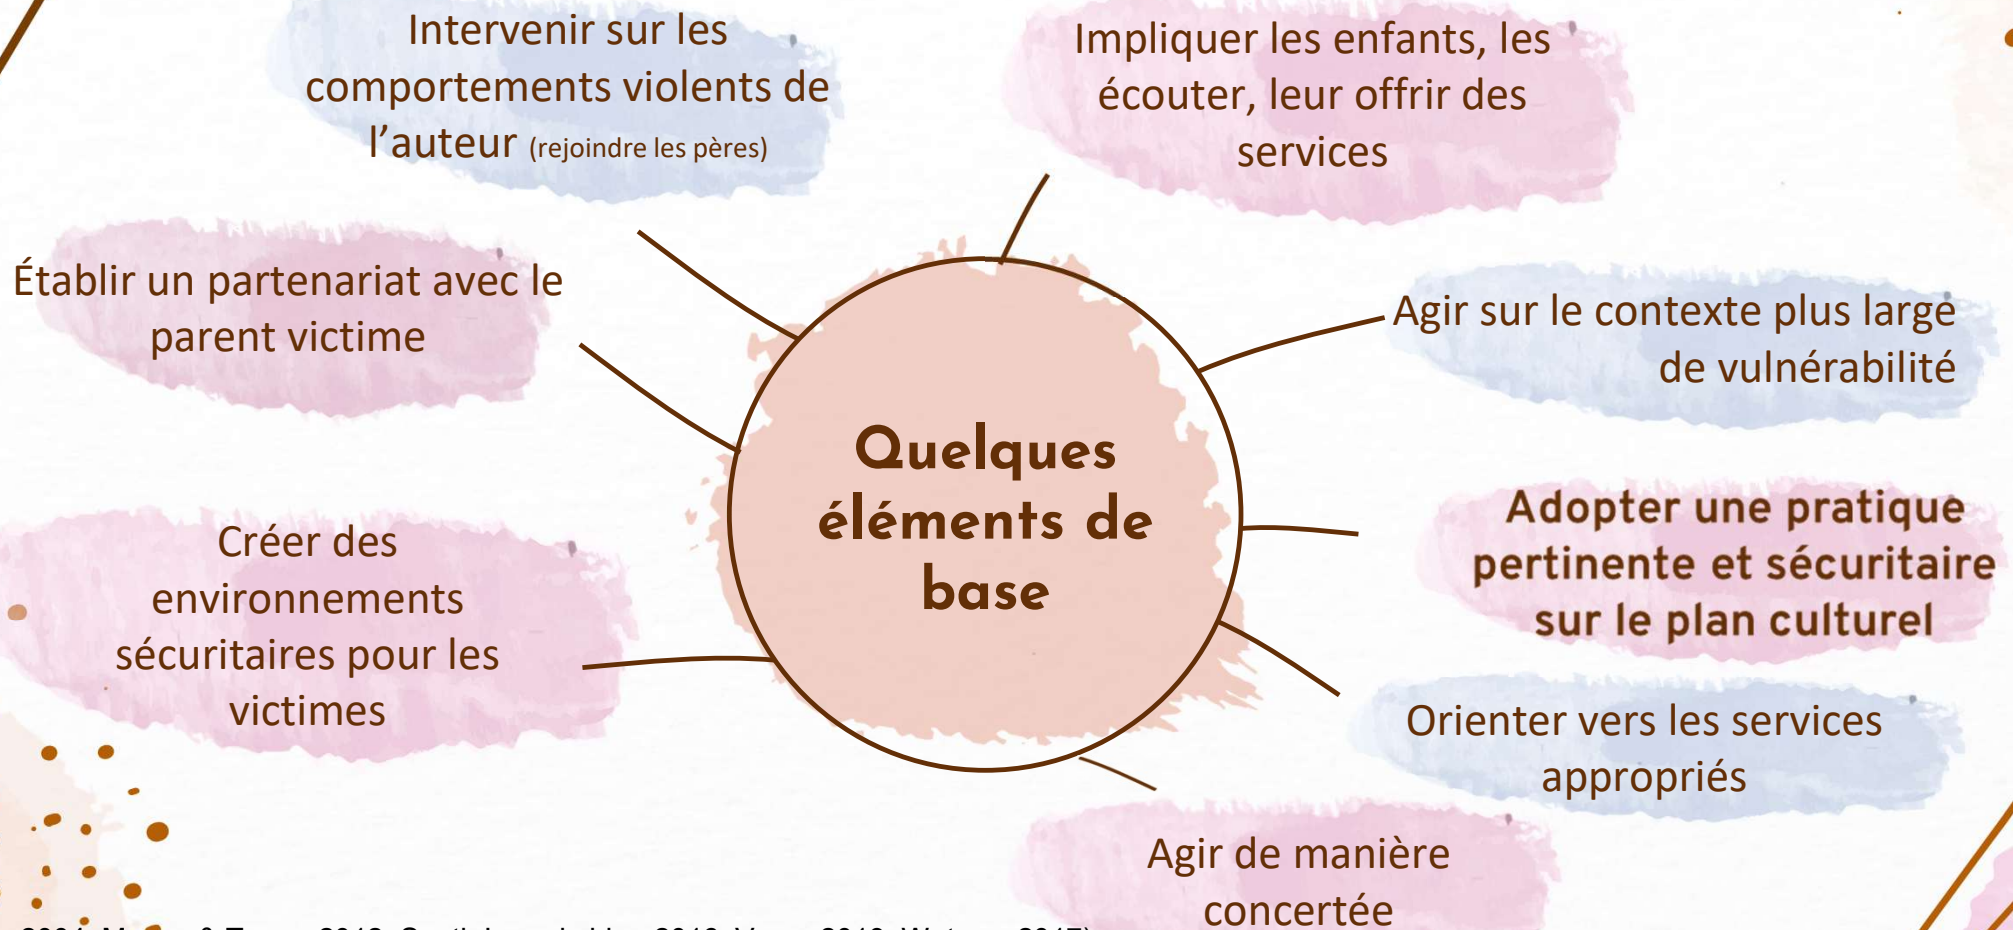 Intervenir sur les
comportements violents de
l’auteur (rejoindre les pères)
Impliquer les enfants, les
écouter, leur offrir des
services
Établir un partenariat avec le
parent victime
Agir sur le contexte plus large
de vulnérabilité
Quelques
éléments de
base
Adopter une pratique
pertinente et sécuritaire
sur le plan culturel
Créer des
environnements
sécuritaires pour les
victimes
Orienter vers les services
appropriés
Agir de manière
concertée